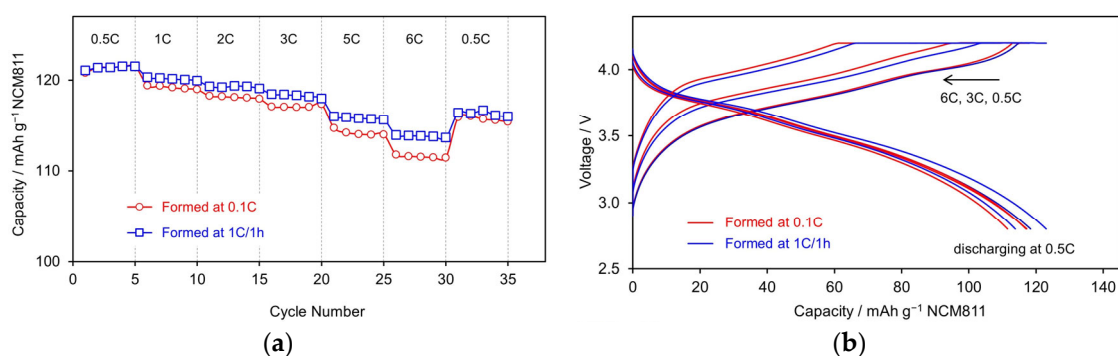 0.5C 1C 2C 3C 5C 6C 0.5C
120
110
100
Capacity / mAh g⁻¹ NCM811
Formed at 0.1C
Formed at 1C/1h
0 5 10 15 20 25 30 35
Cycle Number
(a)
4.0
3.5
3.0
2.5
Voltage / V
6C, 3C, 0.5C
Formed at 0.1C
Formed at 1C/1h
discharging at 0.5C
0 20 40 60 80 100 120 140
Capacity / mAh g⁻¹ NCM811
(b)